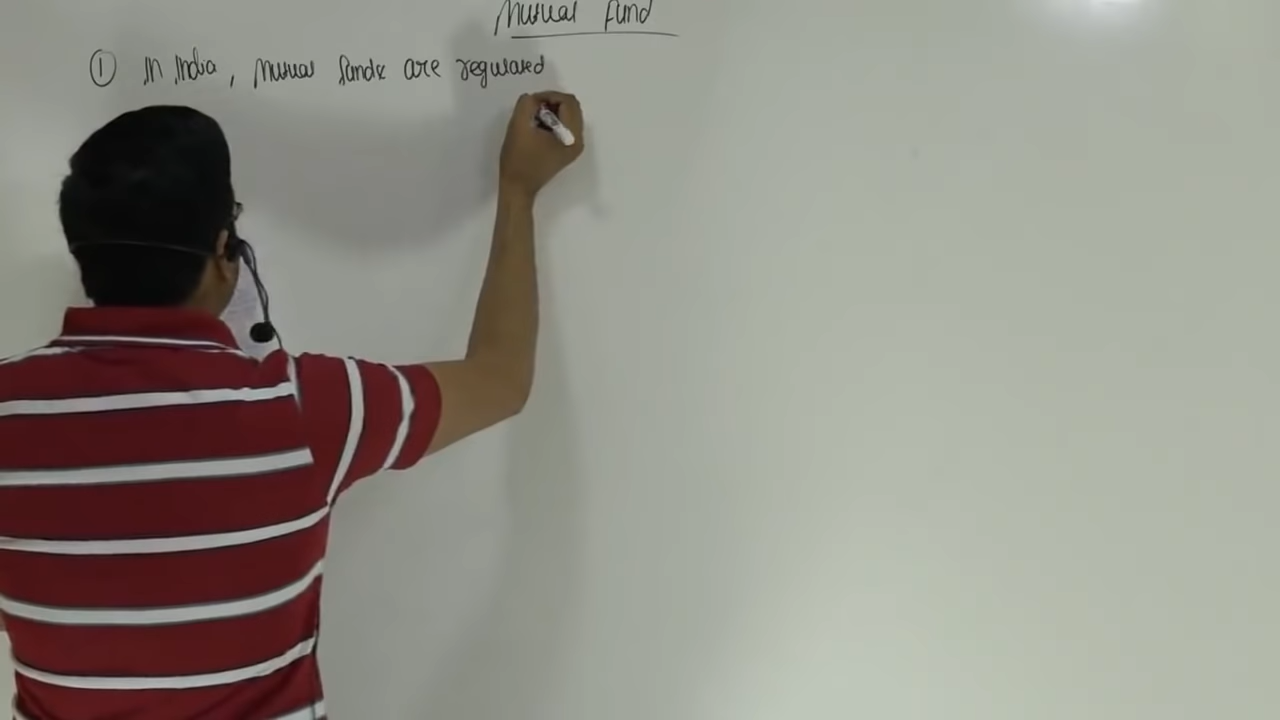 Mutual Fund
① In India, Mutual Funds are regulated